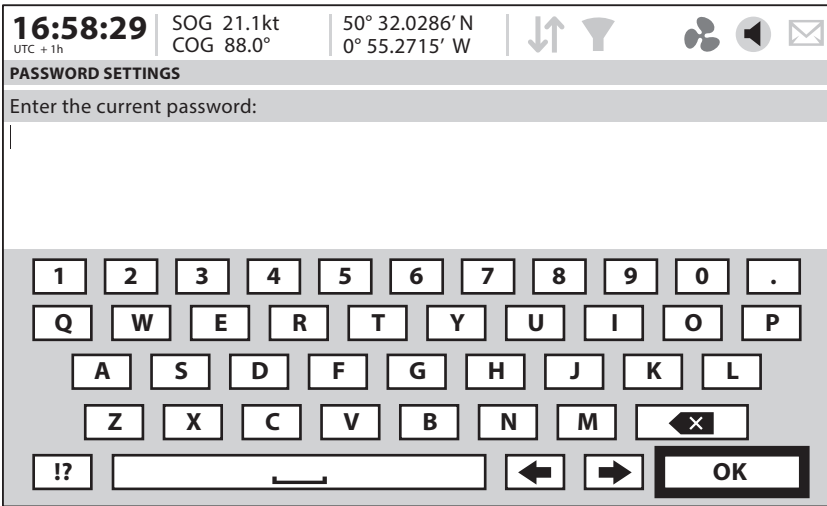 16:58:29
UTC + 1h
SOG 21.1kt
COG 88.0°
50° 32.0286′ N
0° 55.2715′ W
PASSWORD SETTINGS
Enter the current password:
1 2 3 4 5 6 7 8 9 0 .
Q W E R T Y U I O P
A S D F G H J K L
Z X C V B N M
!? OK